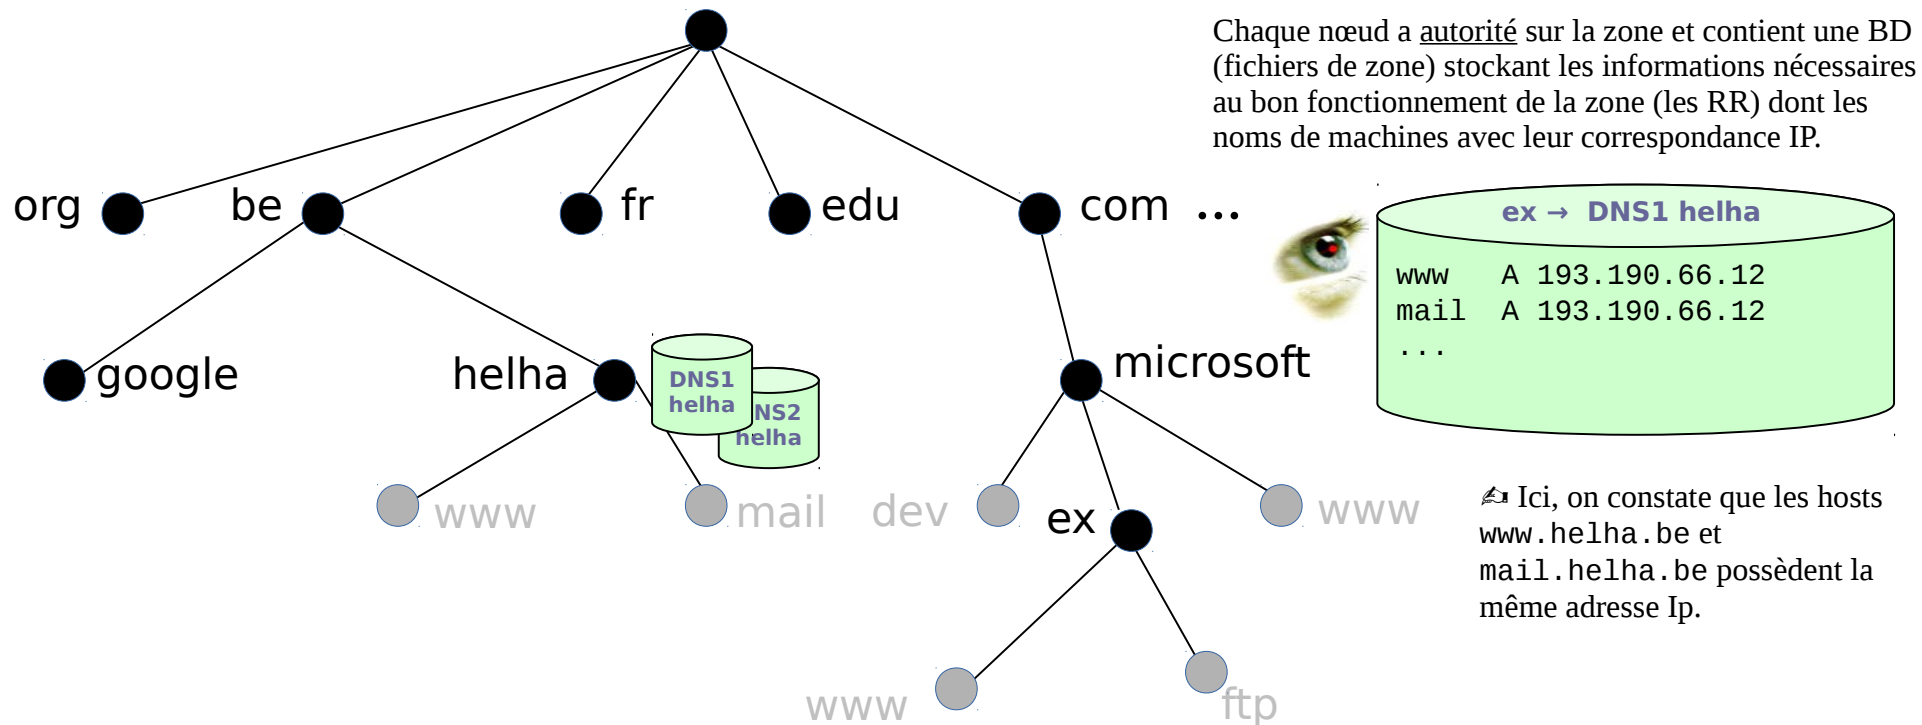 Chaque nœud a autorité sur la zone et contient une BD
(fichiers de zone) stockant les informations nécessaires
au bon fonctionnement de la zone (les RR) dont les
noms de machines avec leur correspondance IP.
org
be
fr
edu
com ...
ex → DNS1 helha
www A 193.190.66.12
mail A 193.190.66.12
...
google
helha
DNS1
helha
NS2
helha
microsoft
www
mail
dev
ex
www
✍ Ici, on constate que les hosts
www.helha.be et
mail.helha.be possèdent la
même adresse Ip.
www
ftp